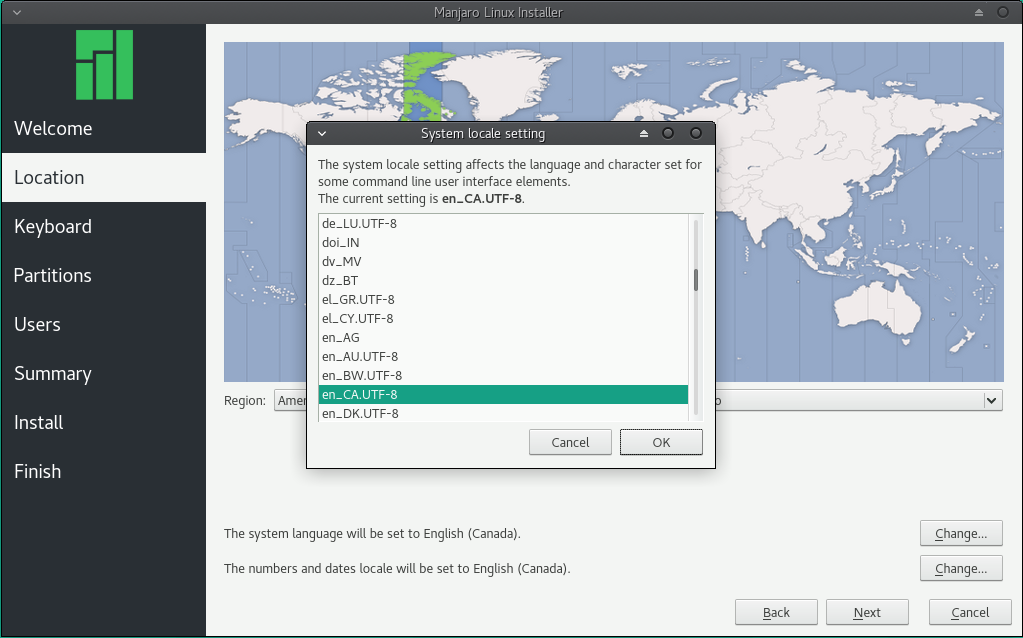 Manjaro Linux Installer
Welcome
Location
Keyboard
Partitions
Users
Summary
Install
Finish
System locale setting
The system locale setting affects the language and character set for
some command line user interface elements.
The current setting is en_CA.UTF-8.
de_LU.UTF-8
doi_IN
dv_MV
dz_BT
el_GR.UTF-8
el_CY.UTF-8
en_AG
en_AU.UTF-8
en_BW.UTF-8
en_CA.UTF-8
en_DK.UTF-8
Cancel OK
Region: Amer o
The system language will be set to English (Canada). Change...
The numbers and dates locale will be set to English (Canada). Change...
Back Next Cancel